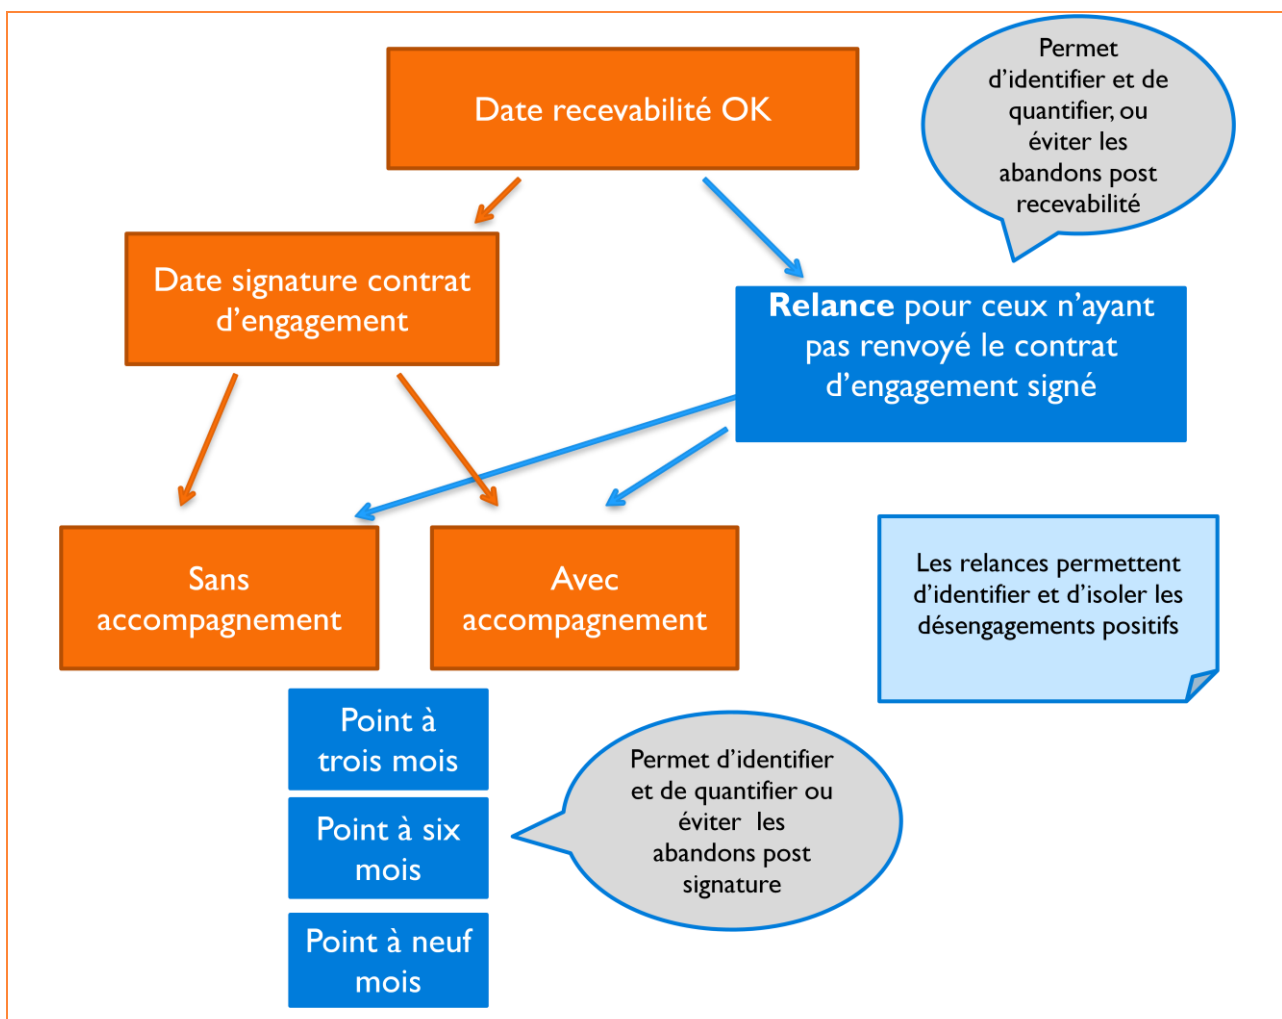 Date recevabilité OK
Permet
d'identifier et de
quantifier, ou
éviter les
abandons post
recevabilité
Date signature contrat
d'engagement
Relance pour ceux n'ayant
pas renvoyé le contrat
d'engagement signé
Sans
accompagnement
Avec
accompagnement
Les relances permettent
d'identifier et d'isoler les
désengagements positifs
Point à
trois mois
Point à six
mois
Point à neuf
mois
Permet d'identifier
et de quantifier ou
éviter les
abandons post
signature